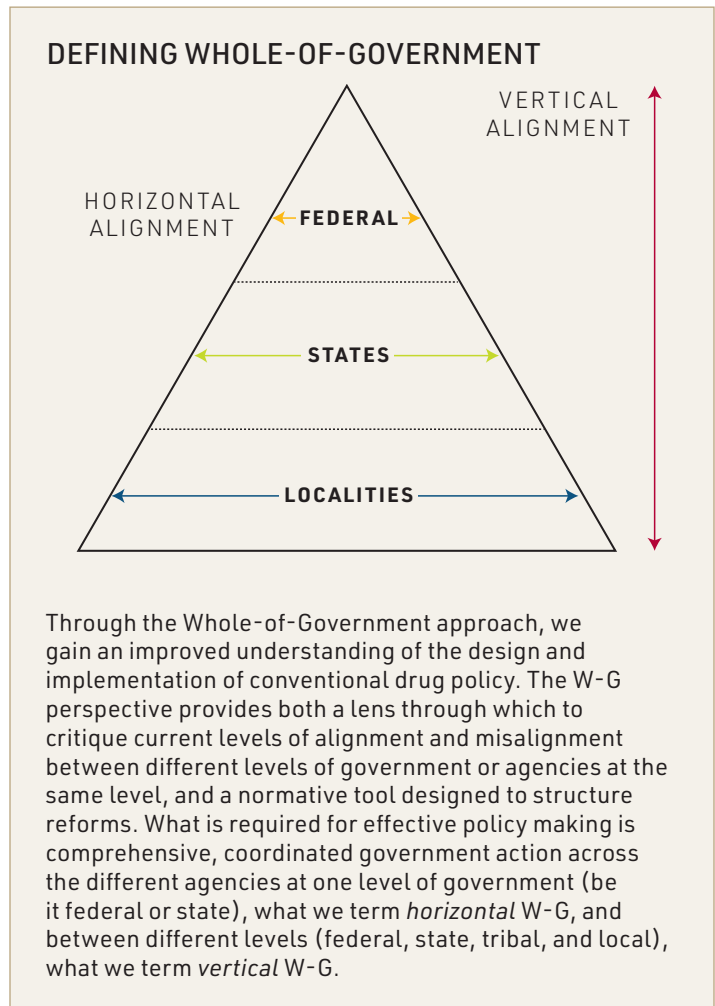 DEFINING WHOLE-OF-GOVERNMENT
VERTICAL
ALIGNMENT
HORIZONTAL
ALIGNMENT
FEDERAL
STATES
LOCALITIES
Through the Whole-of-Government approach, we
gain an improved understanding of the design and
implementation of conventional drug policy. The W-G
perspective provides both a lens through which to
critique current levels of alignment and misalignment
between different levels of government or agencies at the
same level, and a normative tool designed to structure
reforms. What is required for effective policy making is
comprehensive, coordinated government action across
the different agencies at one level of government (be
it federal or state), what we term horizontal W-G, and
between different levels (federal, state, tribal, and local),
what we term vertical W-G.